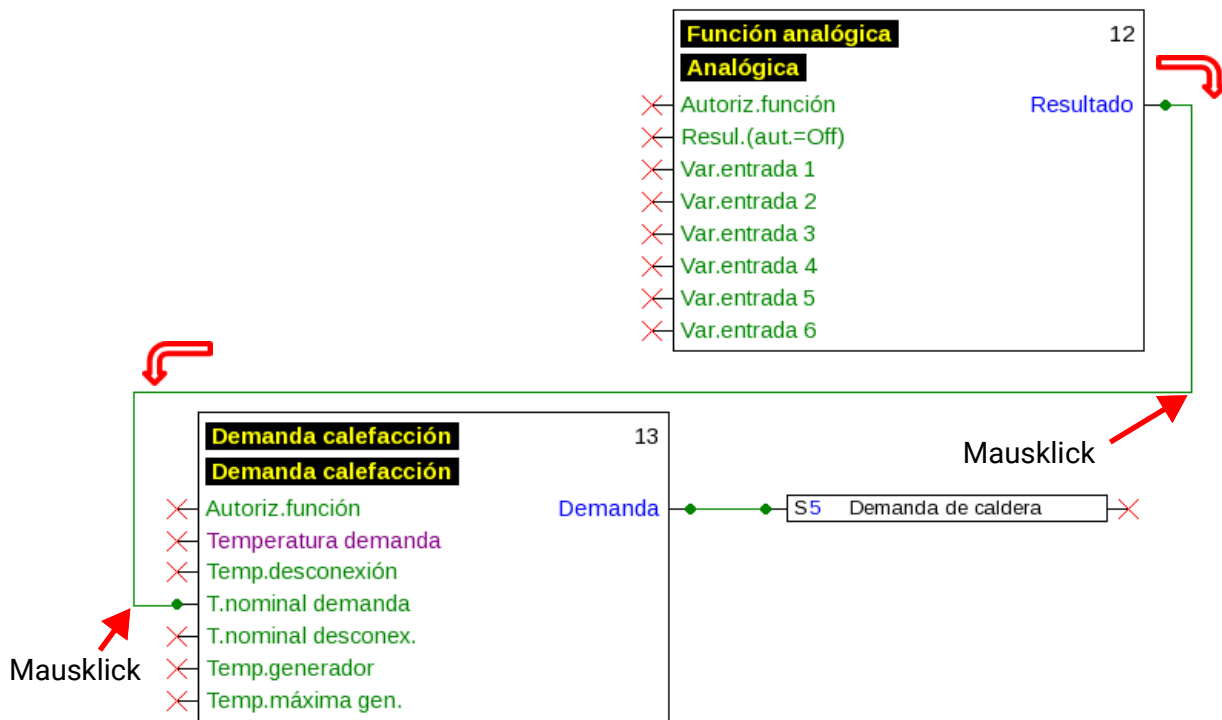 Función analógica 12
Analógica
Autoriz.función Resultado
Resul.(aut.=Off)
Var.entrada 1
Var.entrada 2
Var.entrada 3
Var.entrada 4
Var.entrada 5
Var.entrada 6
Mausklick
Demanda calefacción 13
Demanda calefacción
Autoriz.función Demanda
S5 Demanda de caldera
Temperatura demanda
Temp.desconexión
T.nominal demanda
T.nominal desconex.
Temp.generador
Temp.máxima gen.
Mausklick